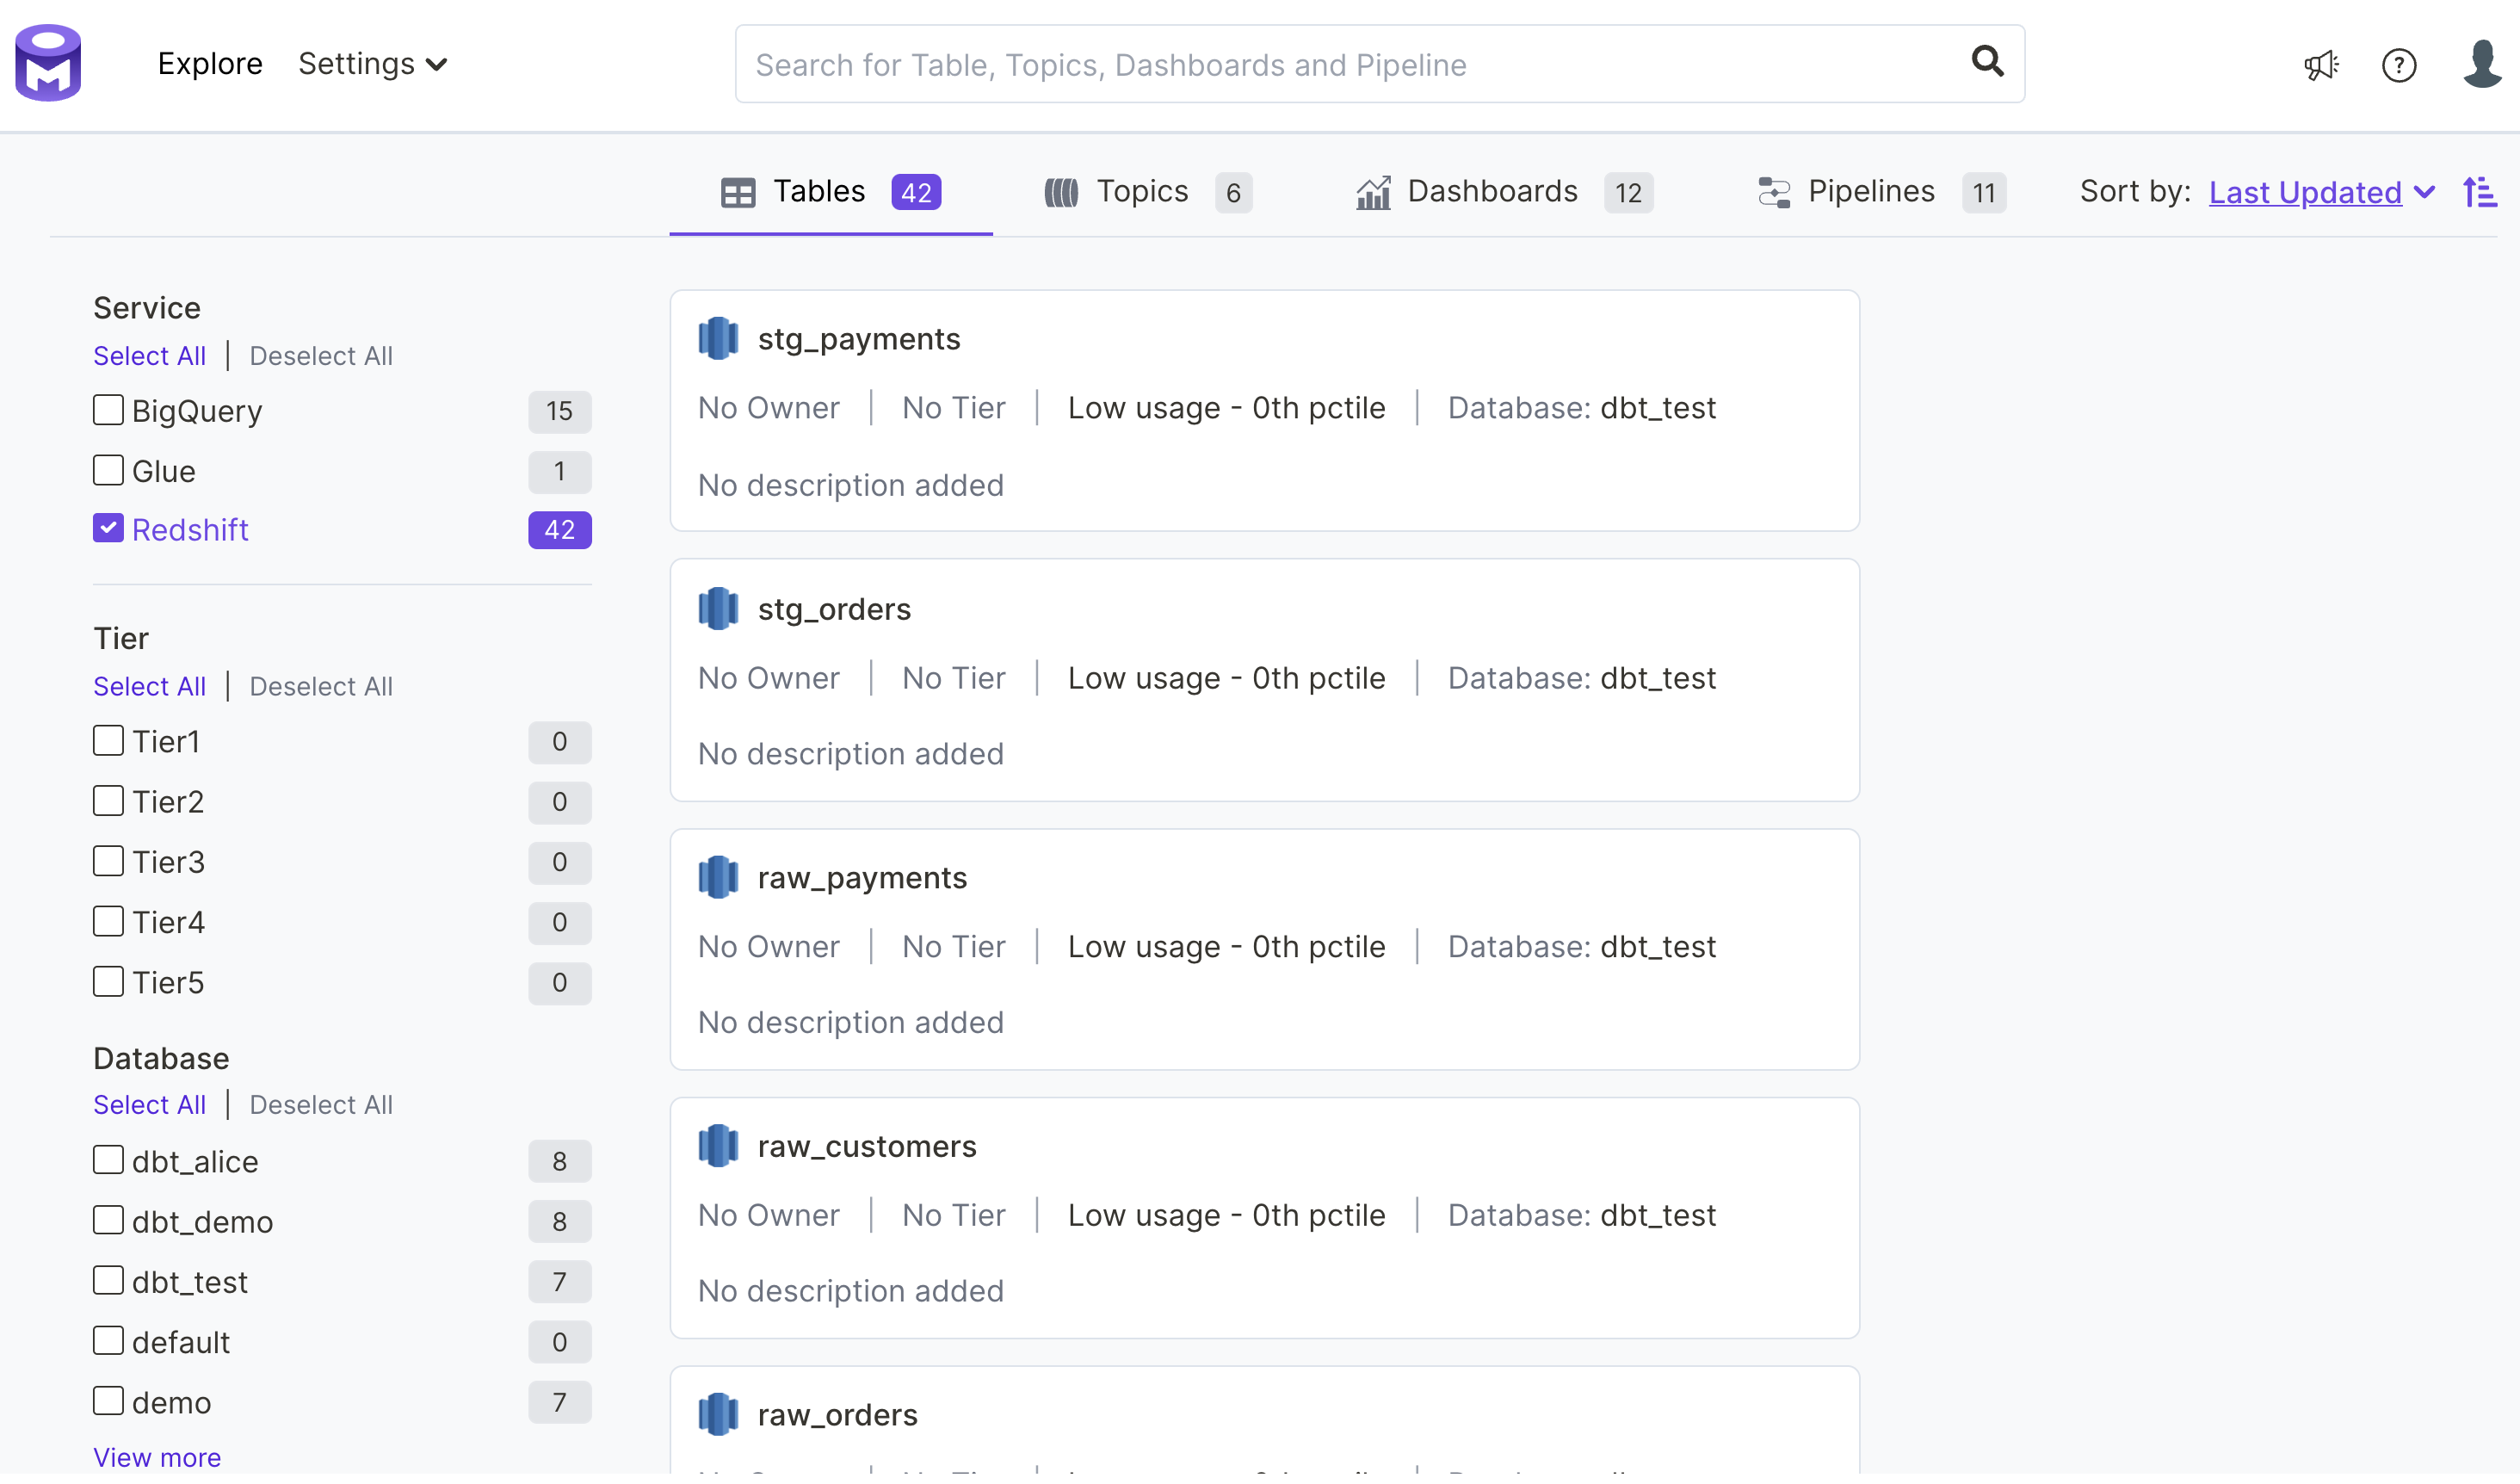 Explore Settings Search for Table, Topics, Dashboards and Pipeline
Tables 42 Topics 6 Dashboards 12 Pipelines 11 Sort by: Last Updated
Service
Select All | Deselect All
BigQuery 15
Glue 1
Redshift 42
Tier
Select All | Deselect All
Tier1 0
Tier2 0
Tier3 0
Tier4 0
Tier5 0
Database
Select All | Deselect All
dbt_alice 8
dbt_demo 8
dbt_test 7
default 0
demo 7
View more
stg_payments
No Owner | No Tier | Low usage - 0th pctile | Database: dbt_test
No description added
stg_orders
No Owner | No Tier | Low usage - 0th pctile | Database: dbt_test
No description added
raw_payments
No Owner | No Tier | Low usage - 0th pctile | Database: dbt_test
No description added
raw_customers
No Owner | No Tier | Low usage - 0th pctile | Database: dbt_test
No description added
raw_orders